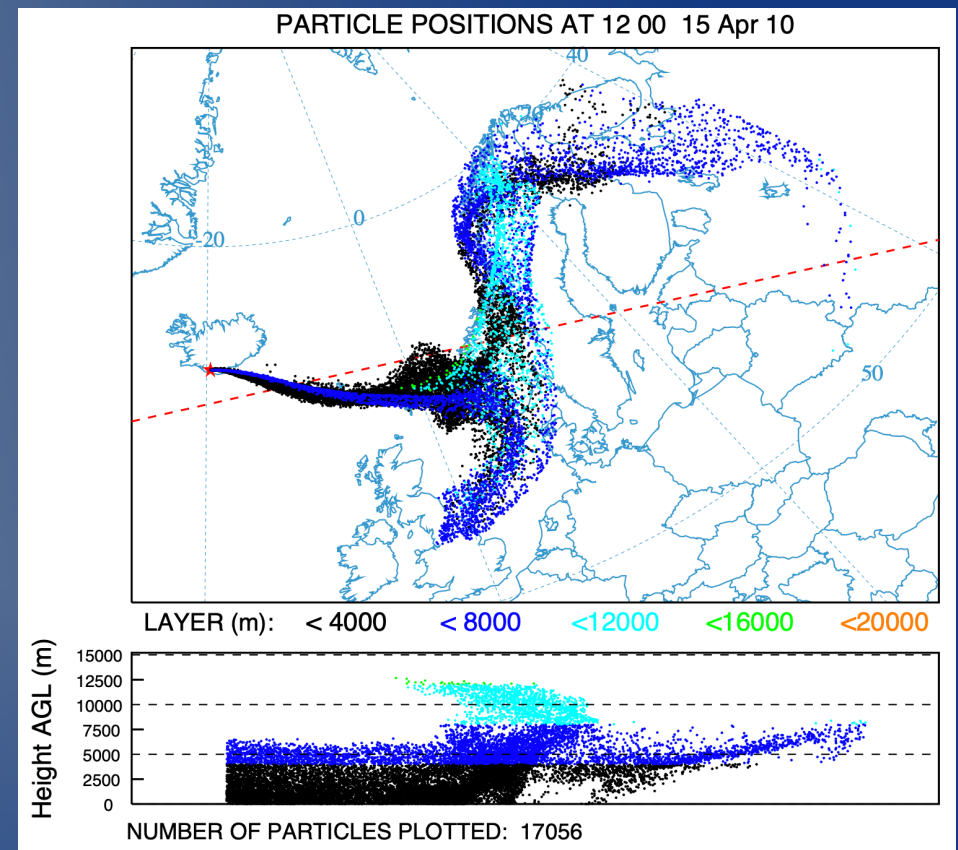 PARTICLE POSITIONS AT 12 00 15 Apr 10
40
0
-20
50
LAYER (m): < 4000 < 8000 <12000 <16000 <20000
Height AGL (m)
15000
12500
10000
7500
5000
2500
0
NUMBER OF PARTICLES PLOTTED: 17056